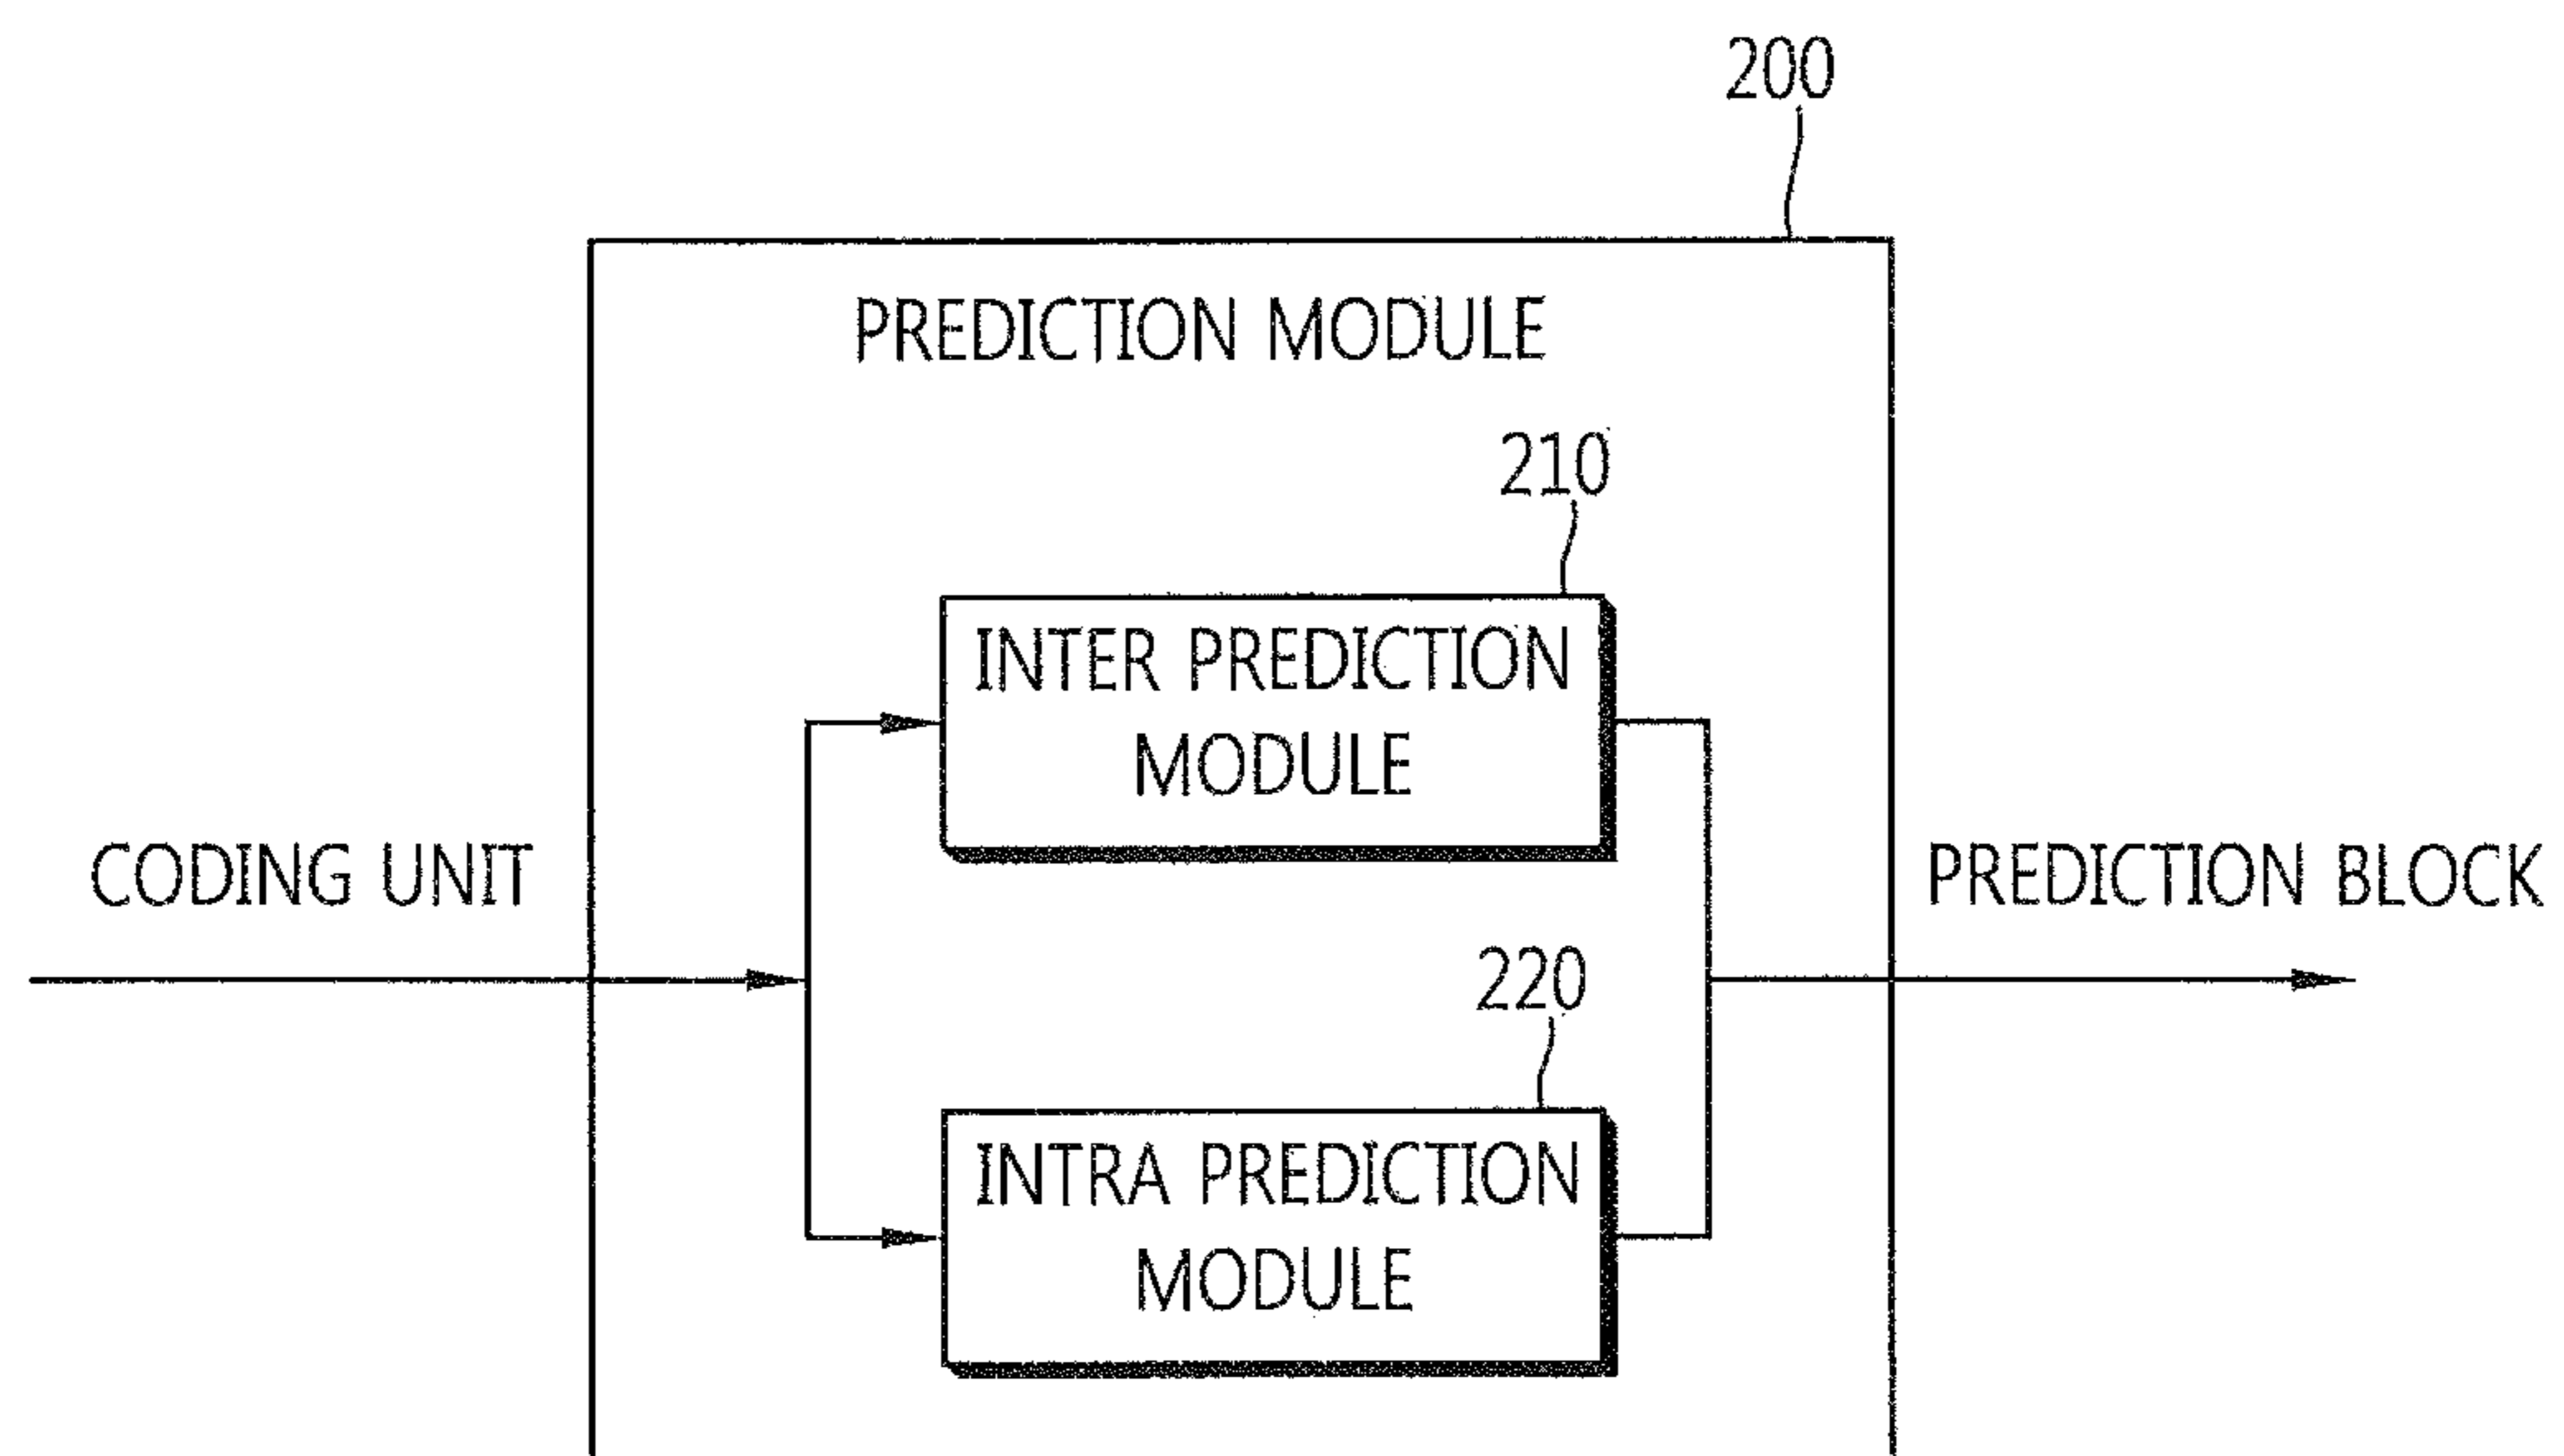 200
PREDICTION MODULE
210
INTER PREDICTION
MODULE
CODING UNIT
PREDICTION BLOCK
220
INTRA PREDICTION
MODULE